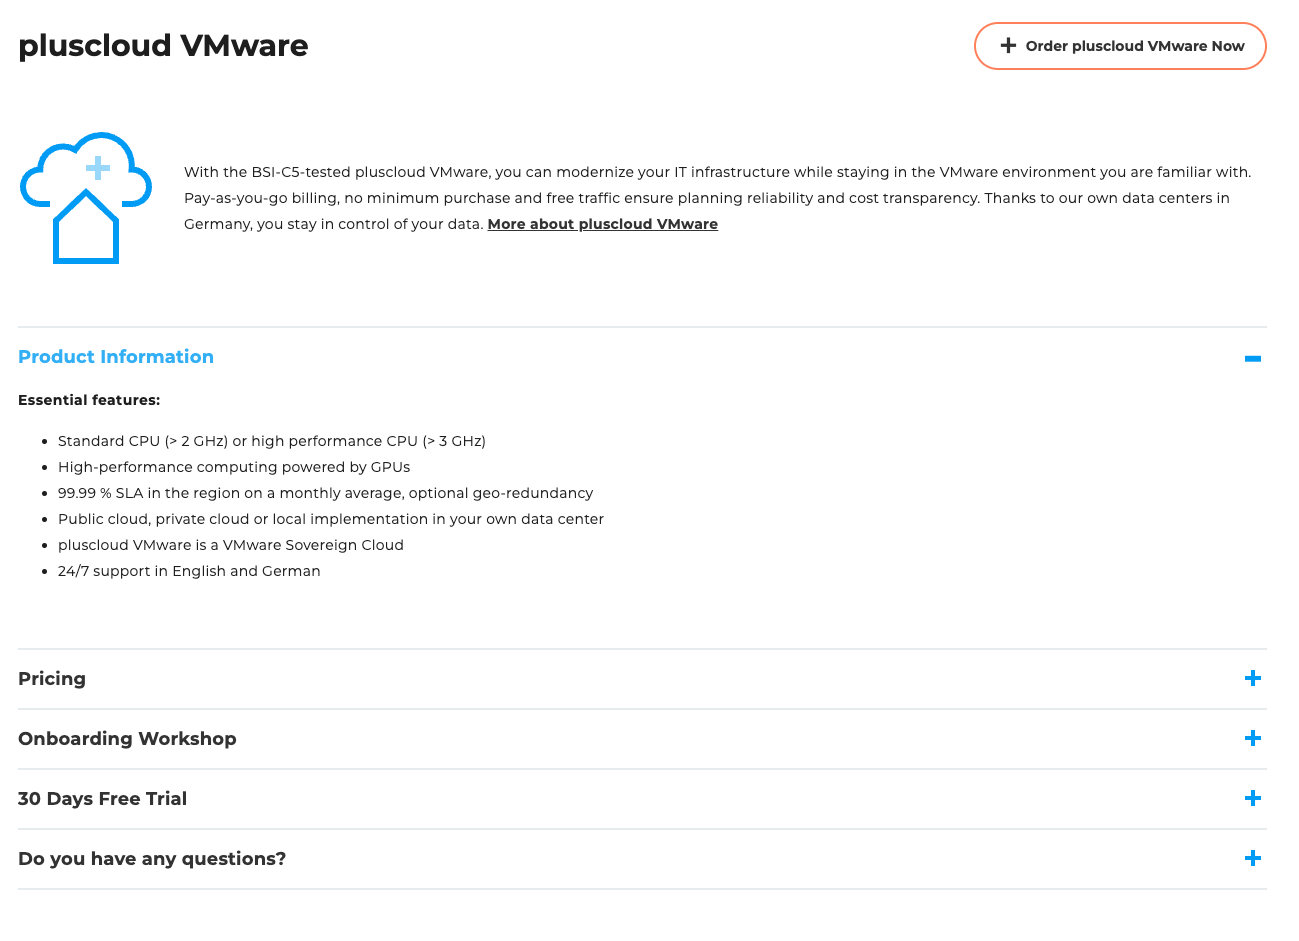 pluscloud VMware
Order pluscloud VMware Now
With the BSI-C5-tested pluscloud VMware, you can modernize your IT infrastructure while staying in the VMware environment you are familiar with.
Pay-as-you-go billing, no minimum purchase and free traffic ensure planning reliability and cost transparency. Thanks to our own data centers in
Germany, you stay in control of your data. More about pluscloud VMware
Product Information
Essential features:
Standard CPU (> 2 GHz) or high performance CPU (> 3 GHz)
High-performance computing powered by GPUs
99.99 % SLA in the region on a monthly average, optional geo-redundancy
Public cloud, private cloud or local implementation in your own data center
pluscloud VMware is a VMware Sovereign Cloud
24/7 support in English and German
Pricing
Onboarding Workshop
30 Days Free Trial
Do you have any questions?